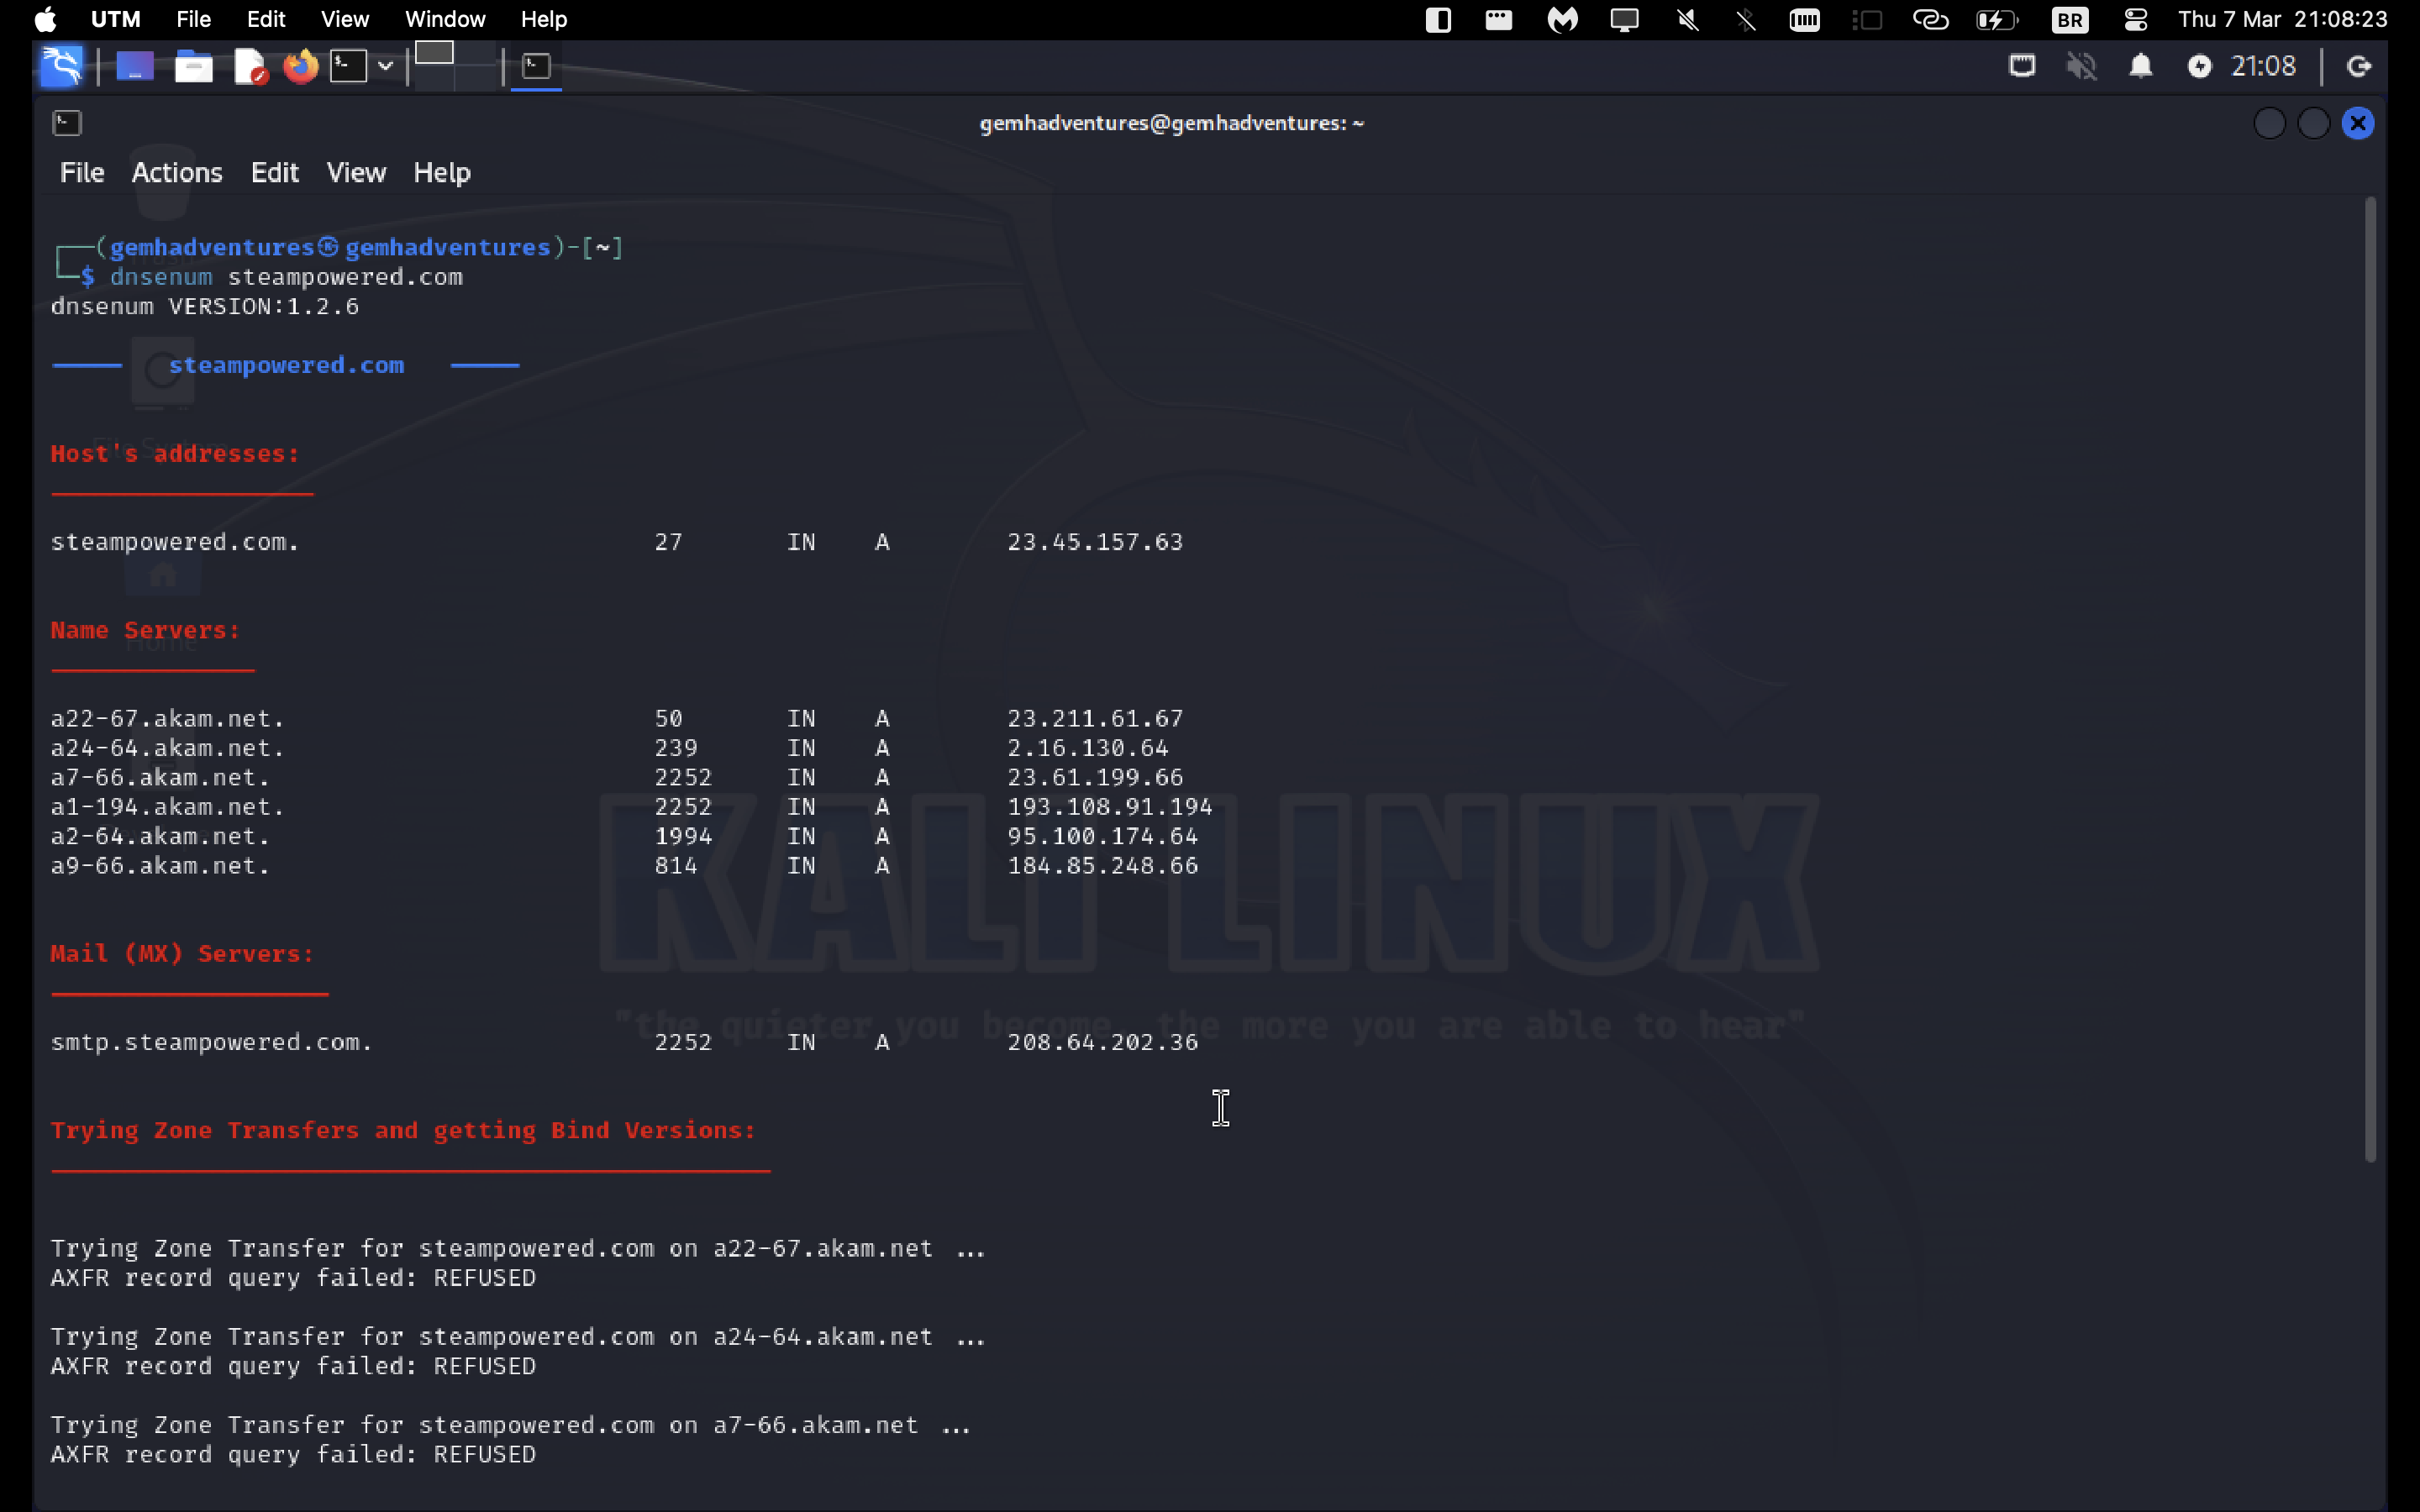 UTM File Edit View Window Help BR Thu 7 Mar 21:08:23
21:08
gemhadventures@gemhadventures: ~
File Actions Edit View Help
┌──(gemhadventures㉿gemhadventures)-[~]
└─$ dnsenum steampowered.com
dnsenum VERSION:1.2.6
steampowered.com
File System
Host's addresses:
steampowered.com. 27 IN A 23.45.157.63
Name Servers:
Home
a22-67.akam.net. 50 IN A 23.211.61.67
a24-64.akam.net. 239 IN A 2.16.130.64
a7-66.akam.net. 2252 IN A 23.61.199.66
a1-194.akam.net. 2252 IN A 193.108.91.194
a2-64.akam.net. 1994 IN A 95.100.174.64
a9-66.akam.net. 814 IN A 184.85.248.66
KALI LINUX
Mail (MX) Servers:
"the quieter you become, the more you are able to hear"
smtp.steampowered.com. 2252 IN A 208.64.202.36
Trying Zone Transfers and getting Bind Versions:
Trying Zone Transfer for steampowered.com on a22-67.akam.net ...
AXFR record query failed: REFUSED
Trying Zone Transfer for steampowered.com on a24-64.akam.net ...
AXFR record query failed: REFUSED
Trying Zone Transfer for steampowered.com on a7-66.akam.net ...
AXFR record query failed: REFUSED